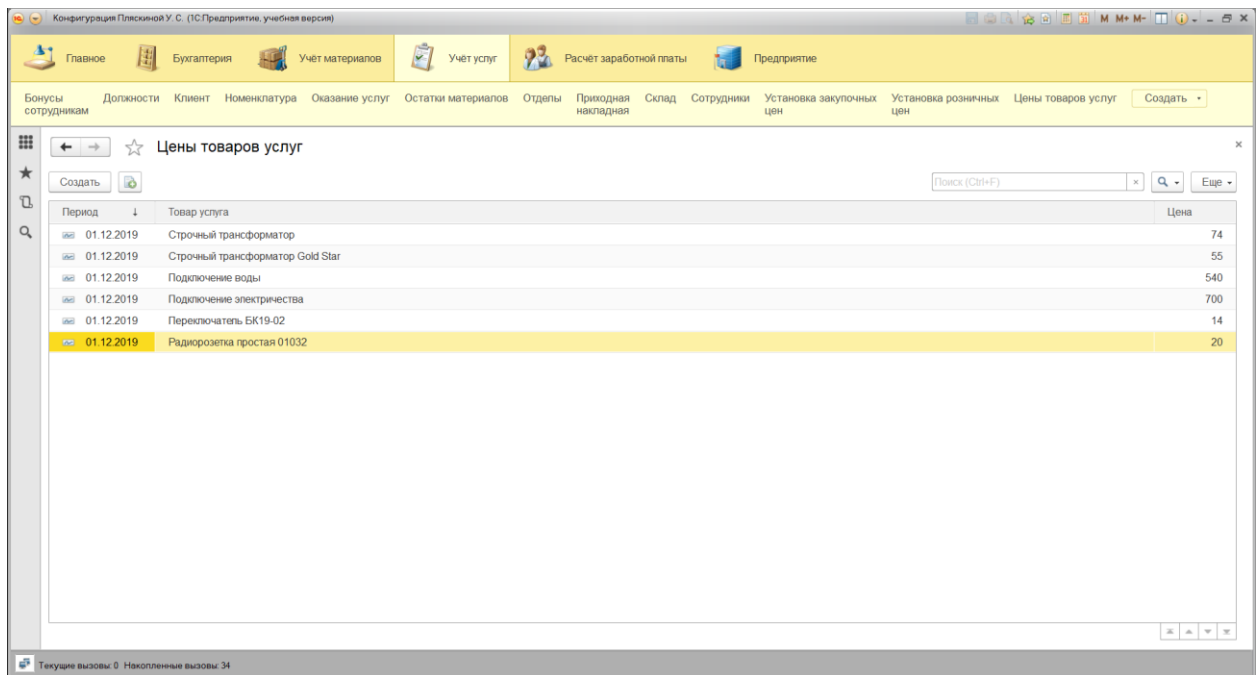 Конфигурация Пляскиной У. С. (1С:Предприятие, учебная версия)
M M+ M-
Главное Бухгалтерия Учёт материалов Учёт услуг Расчёт заработной платы Предприятие
Бонусы сотрудникам Должности Клиент Номенклатура Оказание услуг Остатки материалов Отделы Приходная накладная Склад Сотрудники Установка закупочных цен Установка розничных цен Цены товаров услуг Создать
Цены товаров услуг
Создать Поиск (Ctrl+F) Еще
Период Товар услуга Цена
01.12.2019 Строчный трансформатор 74
01.12.2019 Строчный трансформатор Gold Star 55
01.12.2019 Подключение воды 540
01.12.2019 Подключение электричества 700
01.12.2019 Переключатель БК19-02 14
01.12.2019 Радиорозетка простая 01032 20
Текущие вызовы: 0 Накопленные вызовы: 34